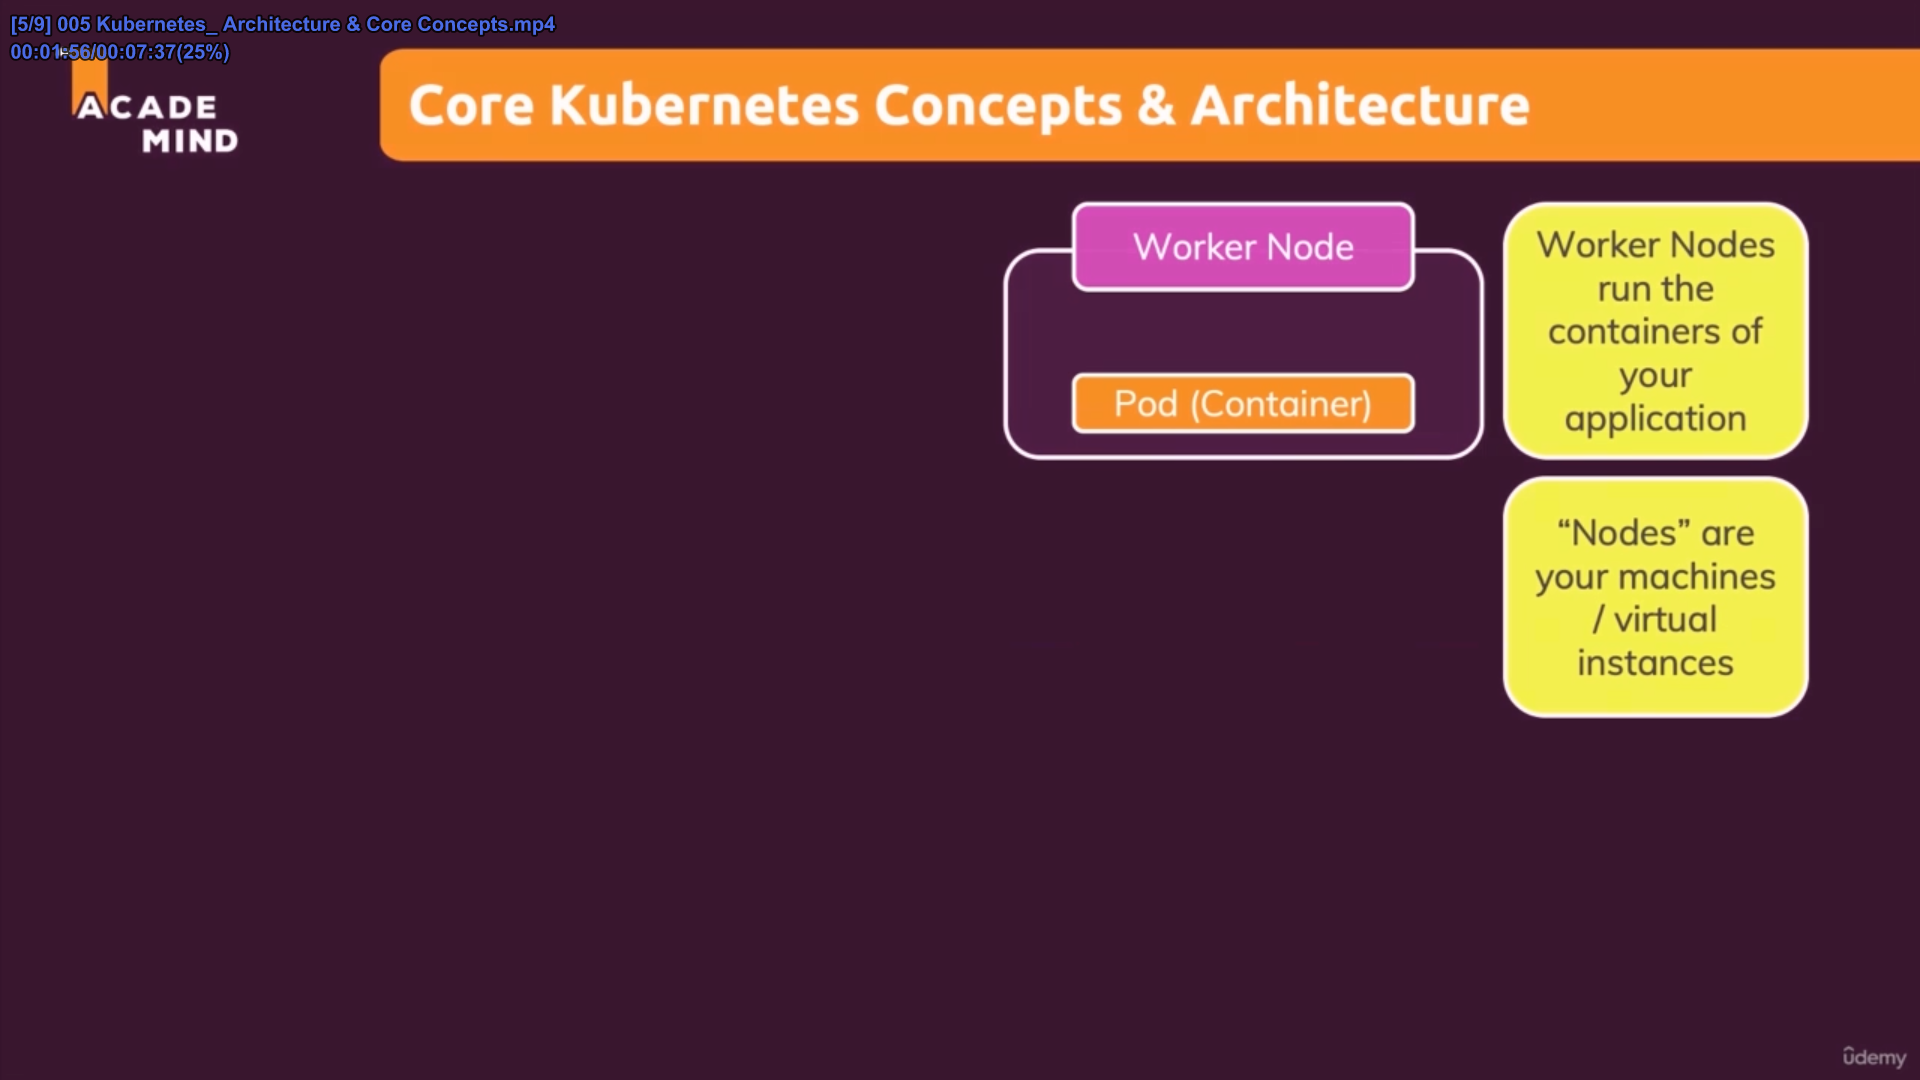 [5/9] 005 Kubernetes_ Architecture & Core Concepts.mp4
00:01:56/00:07:37(25%)
ACADE
MIND
Core Kubernetes Concepts & Architecture
Worker Node
Pod (Container)
Worker Nodes
run the
containers of
your
application
“Nodes” are
your machines
/ virtual
instances
ûdemy